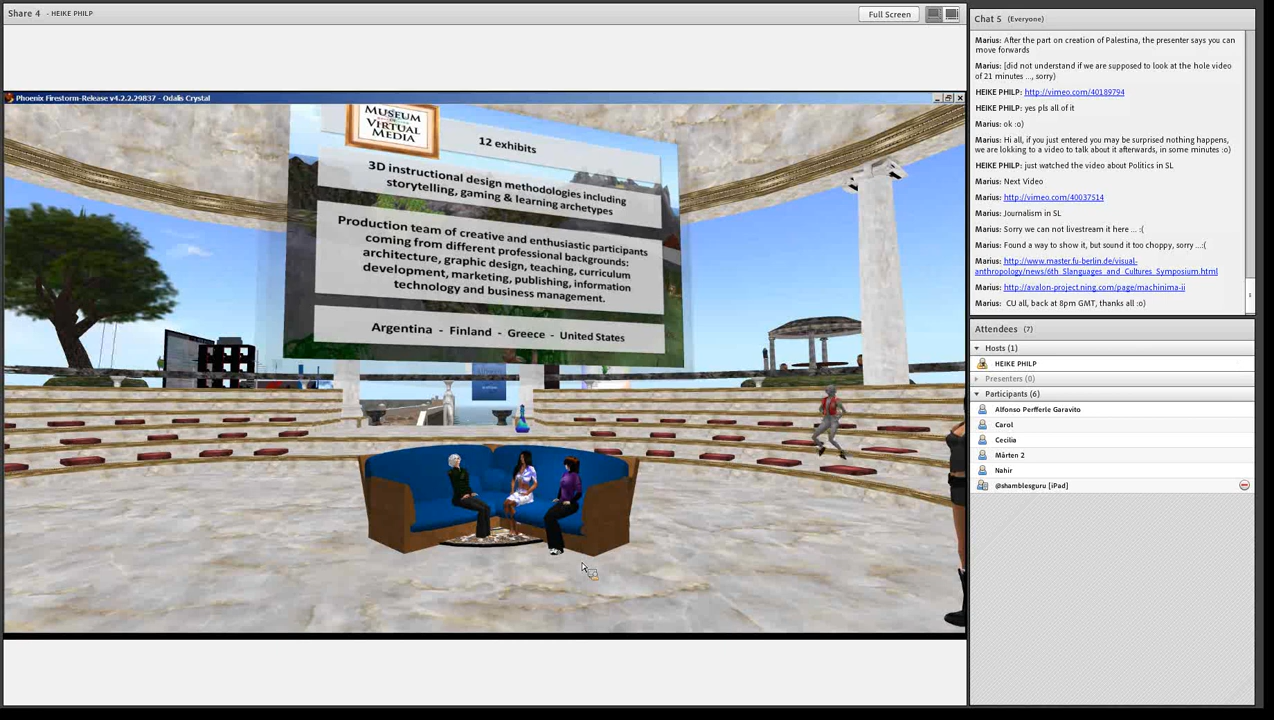 Share 4 - HEIKE PHILP
Full Screen
Phoenix Firestorm-Release v4.2.2.29837 - Odalis Crystal
MUSEUM
OF
VIRTUAL
MEDIA
12 exhibits
3D instructional design methodologies including
storytelling, gaming & learning archetypes
Production team of creative and enthusiastic participants
coming from different professional backgrounds:
architecture, graphic design, teaching, curriculum
development, marketing, publishing, information
technology and business management.
Argentina - Finland - Greece - United States
Chat 5 (Everyone)
Marius: After the part on creation of Palestina, the presenter says you can
move forwards
Marius: [did not understand if we are supposed to look at the hole video
of 21 minutes ..., sorry)
HEIKE PHILP: http://vimeo.com/40189794
HEIKE PHILP: yes pls all of it
Marius: ok :o)
Marius: Hi all, if you just entered you may be surprised nothing happens,
we are lokking to a video to talk about it afterwards, in some minutes :o)
HEIKE PHILP: just watched the video about Politics in SL
Marius: Next Video
Marius: http://vimeo.com/40037514
Marius: Journalism in SL
Marius: Sorry we can not livestream it here ... :(
Marius: Found a way to show it, but sound it too choppy, sorry ...:(
Marius: http://www.master.fu-berlin.de/visual-
anthropology/news/6th_Slanguages_and_Cultures_Symposium.html
Marius: http://avalon-project.ning.com/page/machinima-ii
Marius: CU all, back at 8pm GMT, thanks all :o)
Attendees (7)
Hosts (1)
HEIKE PHILP
Presenters (0)
Participants (6)
Alfonso Perfferle Garavito
Carol
Cecilia
Mårten 2
Nahir
@shamblesguru [iPad]